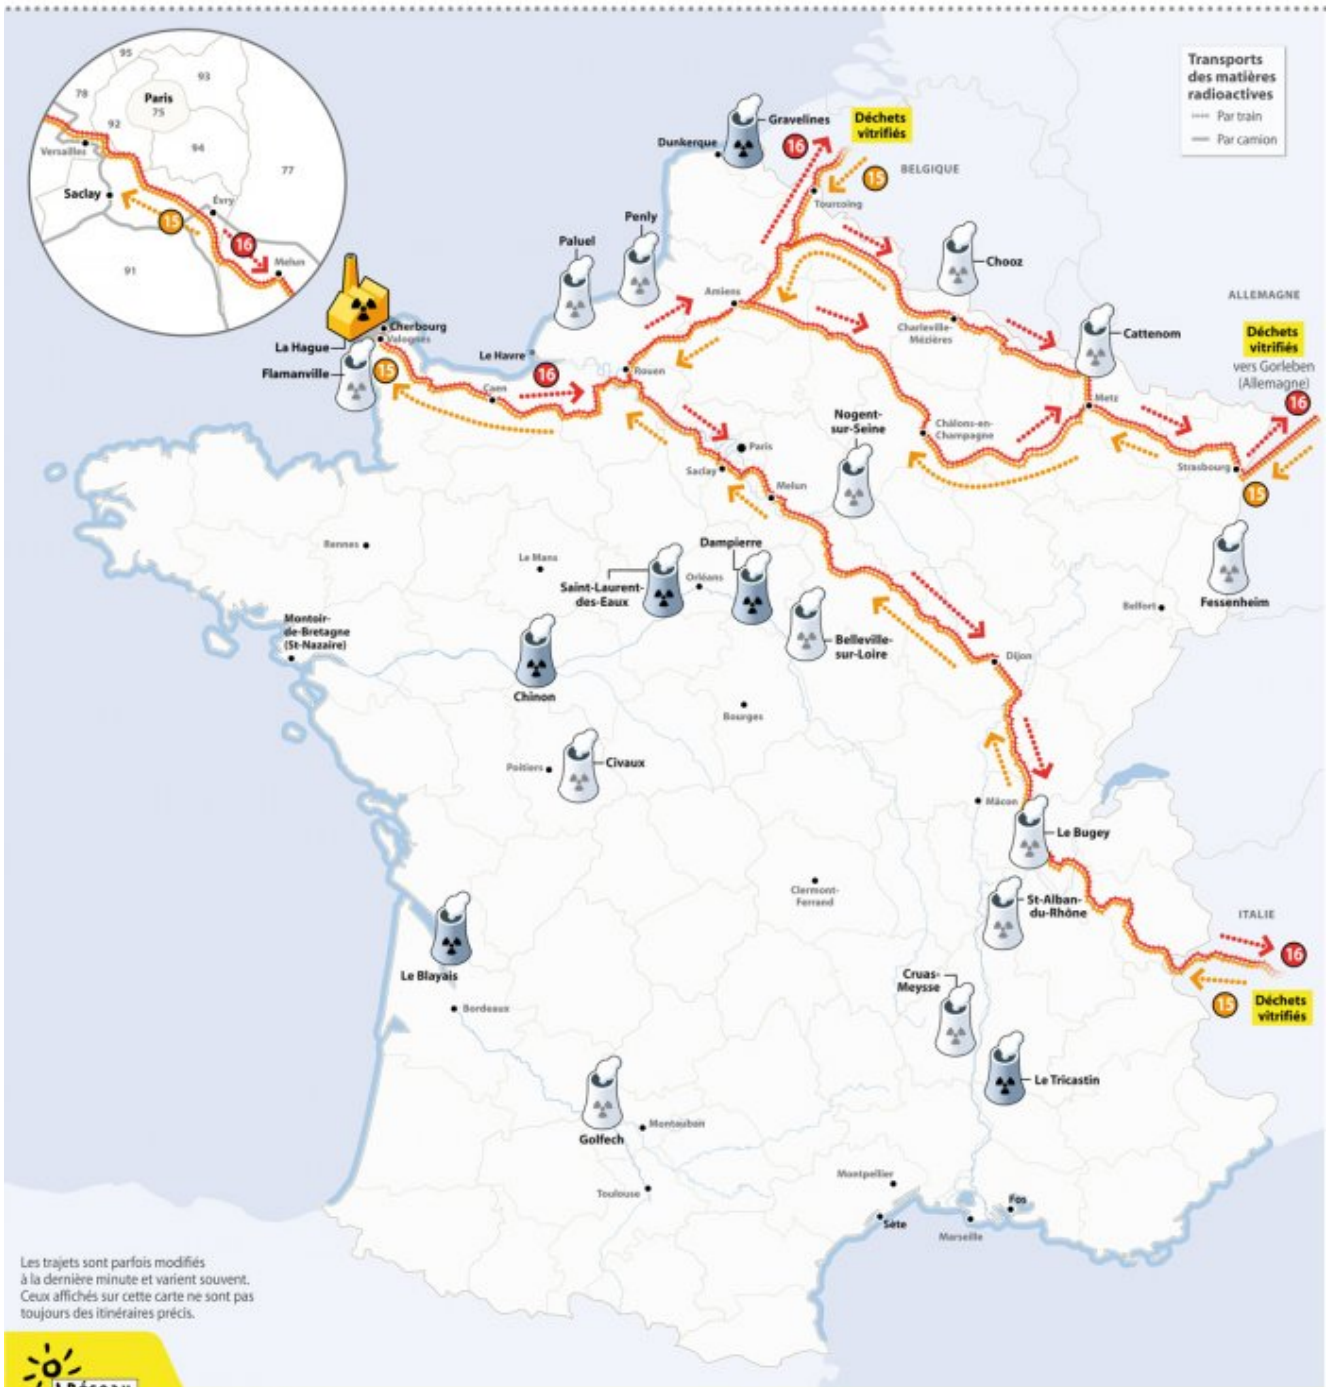 95
93
78
Paris
75
92
Versailles
94
77
Saclay
15
Évry
16
Melun
91
Transports
des matières
radioactives
Par train
Par camion
Gravelines
Dunkerque
16
Déchets
vitrifiés
15
BELGIQUE
Tourcoing
Penly
Paluel
Chooz
Amiens
ALLEMAGNE
Charleville-
Mézières
Cattenom
Déchets
vitrifiés
vers Gorleben
(Allemagne)
16
La Hague
Cherbourg
Valognes
Flamanville
15
Le Havre
16
Caen
Rouen
Metz
Nogent-
sur-Seine
Châlons-en-
Champagne
Paris
Saclay
Melun
Strasbourg
15
Rennes
Le Mans
Dampierre
Saint-Laurent-
des-Eaux
Orléans
Fessenheim
Belfort
Montoir-
de-Bretagne
(St-Nazaire)
Belleville-
sur-Loire
Dijon
Chinon
Bourges
Poitiers
Civaux
Mâcon
Le Bugey
Clermont-
Ferrand
St-Alban-
du-Rhône
ITALIE
16
Le Blayais
Cruas-
Meysse
15
Déchets
vitrifiés
Bordeaux
Le Tricastin
Golfech
Montauban
Toulouse
Montpellier
Sète
Fos
Marseille
Les trajets sont parfois modifiés
à la dernière minute et varient souvent.
Ceux affichés sur cette carte ne sont pas
toujours des itinéraires précis.